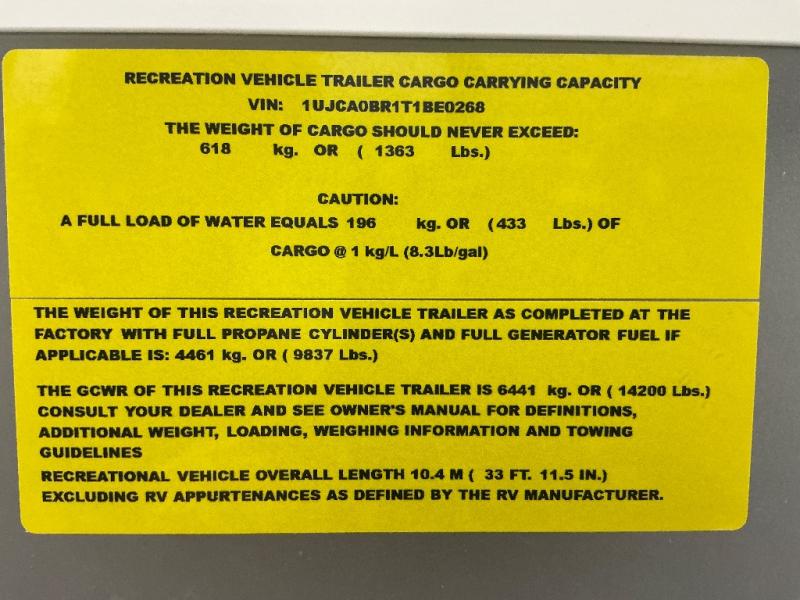 RECREATION VEHICLE TRAILER CARGO CARRYING CAPACITY
VIN: 1UJCA0BR1T1BE0268
THE WEIGHT OF CARGO SHOULD NEVER EXCEED:
618 kg. OR ( 1363 Lbs.)
CAUTION:
A FULL LOAD OF WATER EQUALS 196 kg. OR (433 Lbs.) OF
CARGO @ 1 kg/L (8.3Lb/gal)
THE WEIGHT OF THIS RECREATION VEHICLE TRAILER AS COMPLETED AT THE
FACTORY WITH FULL PROPANE CYLINDER(S) AND FULL GENERATOR FUEL IF
APPLICABLE IS: 4461 kg. OR ( 9837 Lbs.)
THE GCWR OF THIS RECREATION VEHICLE TRAILER IS 6441 kg. OR ( 14200 Lbs.)
CONSULT YOUR DEALER AND SEE OWNER'S MANUAL FOR DEFINITIONS,
ADDITIONAL WEIGHT, LOADING, WEIGHING INFORMATION AND TOWING
GUIDELINES
RECREATIONAL VEHICLE OVERALL LENGTH 10.4 M ( 33 FT. 11.5 IN.)
EXCLUDING RV APPURTENANCES AS DEFINED BY THE RV MANUFACTURER.